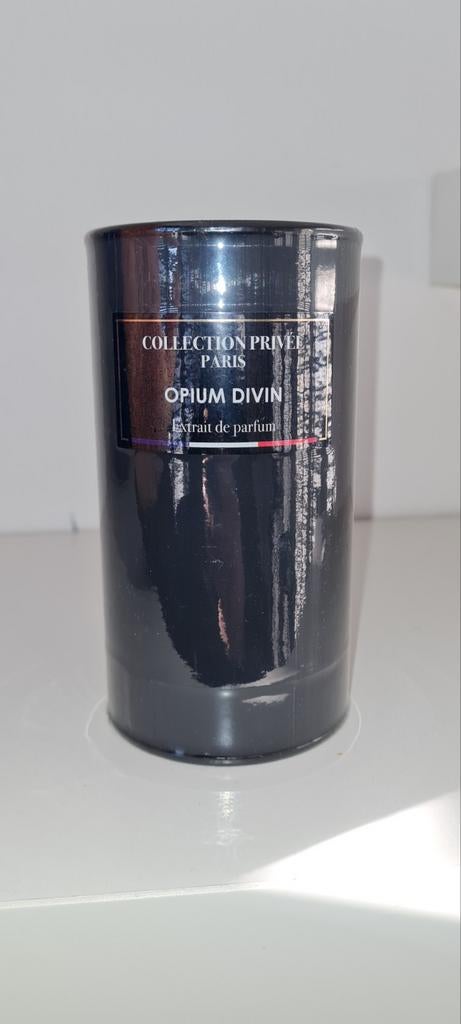 COLLECTION PRIVÉE
PARIS
OPIUM DIVIN
Extrait de parfum